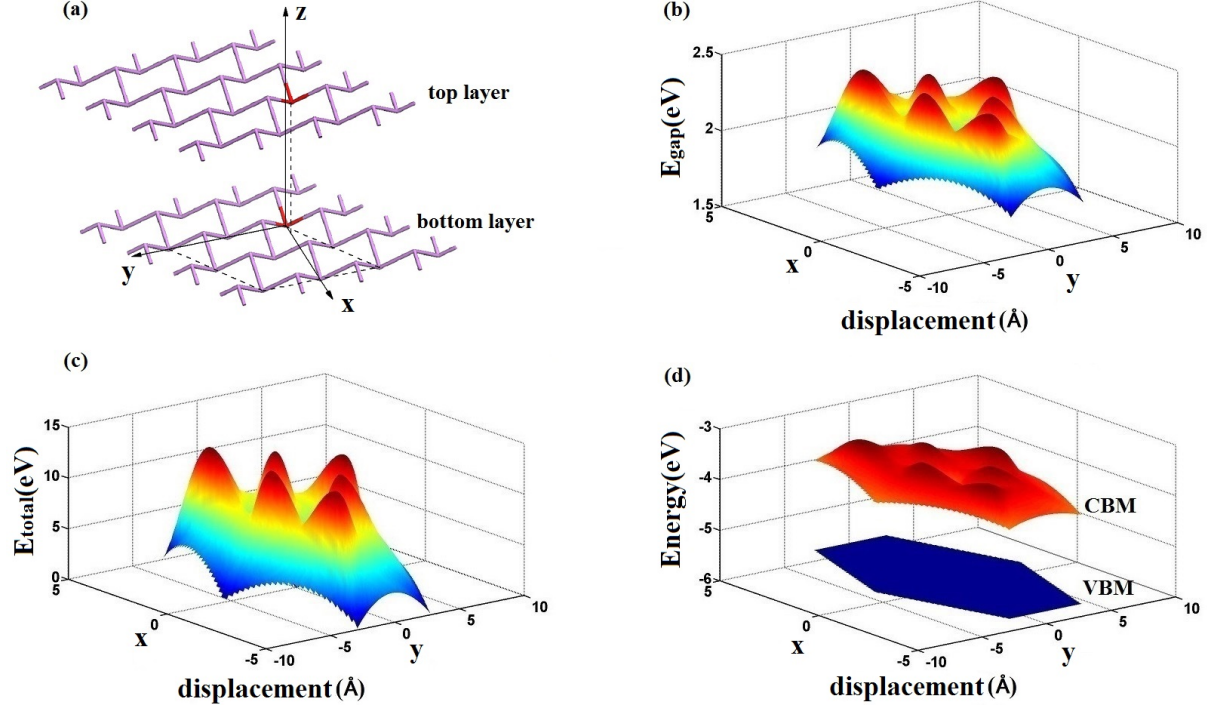 (a)
z
top layer
bottom layer
y
x
(b)
2.5
2
1.5
Egap(eV)
5
0
-5
x
-10
-5
0
5
10
y
displacement(Å)
(c)
15
10
5
0
Etotal(eV)
5
0
-5
x
-10
-5
0
5
10
y
displacement(Å)
(d)
-3
-4
-5
-6
Energy(eV)
CBM
VBM
5
0
-5
x
-10
-5
0
5
10
y
displacement(Å)